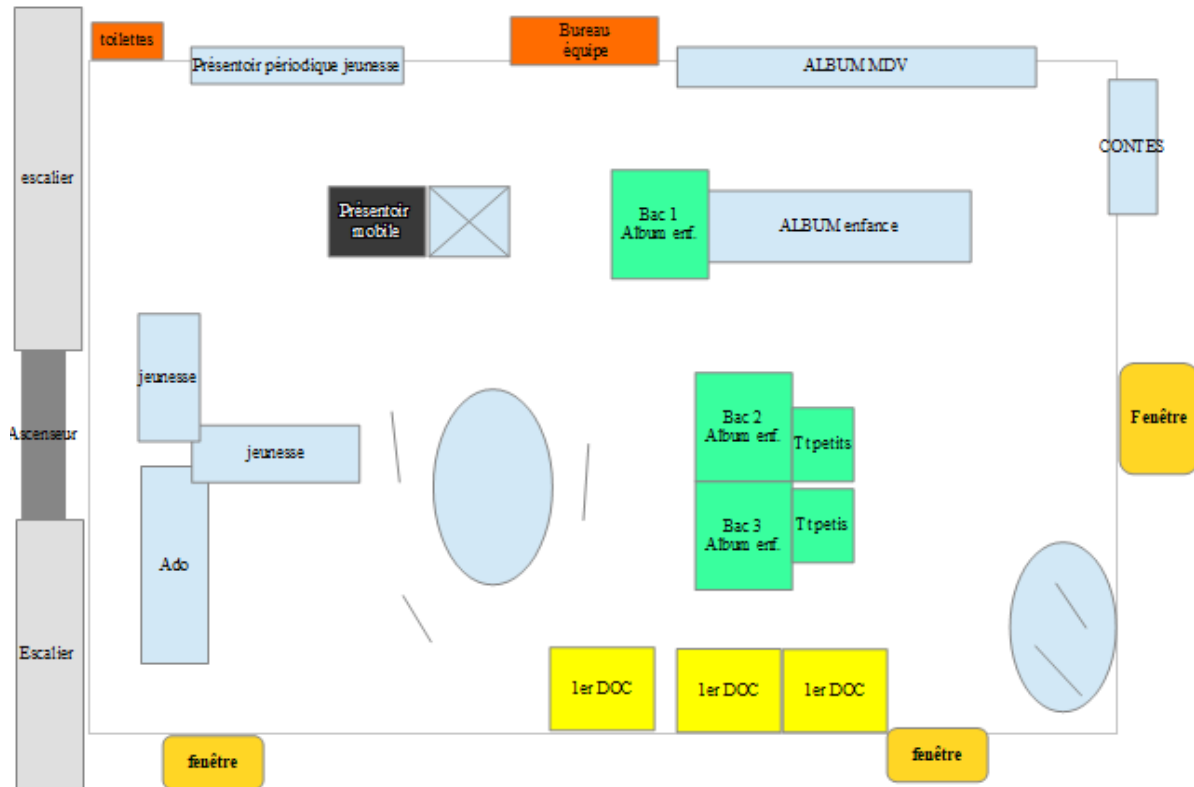 toilettes
Présentoir périodique jeunesse
Bureau
équipe
ALBUM MDV
CONTES
escalier
Présentoir
mobile
Bac 1
Album enf.
ALBUM enfance
jeunesse
Ascenseur
jeunesse
Bac 2
Album enf.
Tt petits
Fenêtre
Bac 3
Album enf.
Tt petis
Ado
Escalier
1er DOC
1er DOC
1er DOC
fenêtre
fenêtre